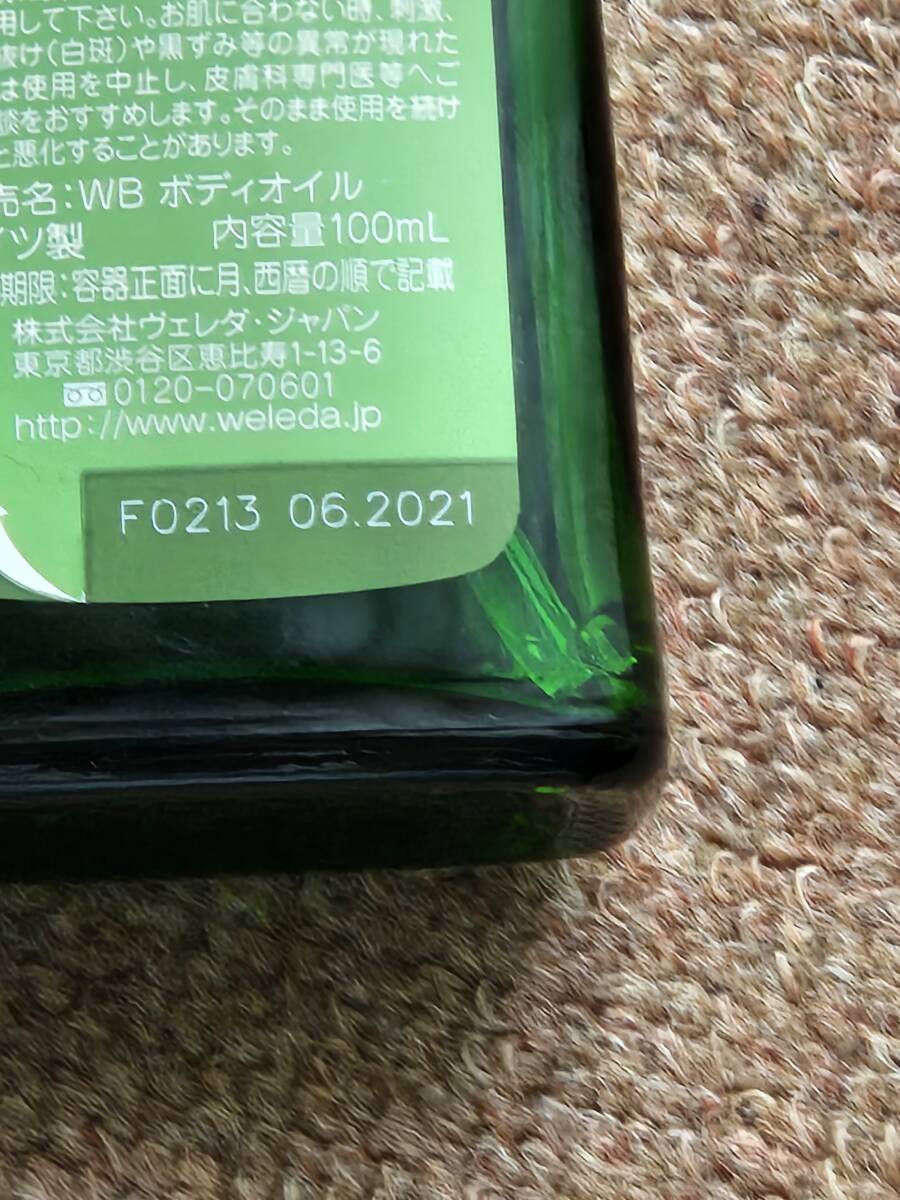 用して下さい。お肌に合わない時、刺激、
抜け(白斑)や黒ずみ等の異常が現れた
は使用を中止し、皮膚科専門医等へご
談をおすすめします。そのまま使用を続け
と悪化することがあります。
売名:WB ボディオイル
イツ製 内容量100mL
期限:容器正面に月、西暦の順で記載
株式会社ヴェレダ・ジャパン
東京都渋谷区恵比寿1-13-6
0120-070601
http://www.weleda.jp
F0213 06.2021